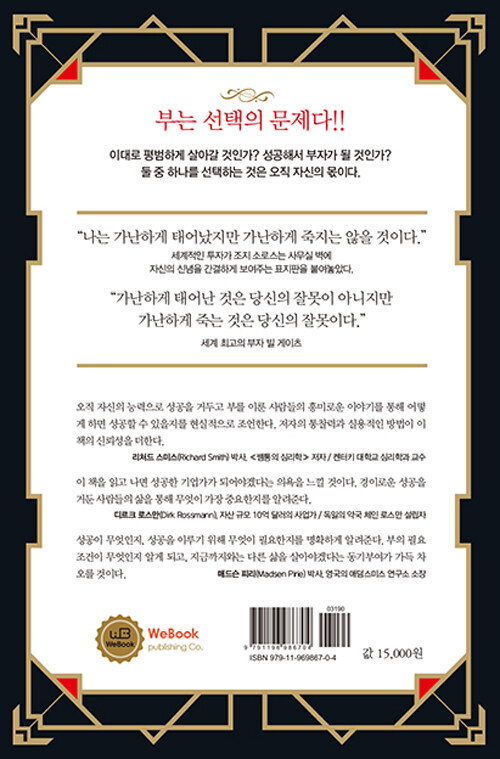 부는 선택의 문제다!!
이대로 평범하게 살아갈 것인가? 성공해서 부자가 될 것인가?
둘 중 하나를 선택하는 것은 오직 자신의 몫이다.
“나는 가난하게 태어났지만 가난하게 죽지는 않을 것이다.”
세계적인 투자가 조지 소로스는 사무실 벽에
자신의 신념을 간결하게 보여주는 표지판을 붙여놓았다.
“가난하게 태어난 것은 당신의 잘못이 아니지만
가난하게 죽는 것은 당신의 잘못이다.”
세계 최고의 부자 빌 게이츠
오직 자신의 능력으로 성공을 거두고 부를 이룬 사람들의 흥미로운 이야기를 통해 어떻
게 하면 성공할 수 있을지를 현실적으로 조언한다. 저자의 통찰력과 실용적인 방법이 이
책의 신뢰성을 더한다.
리처드 스미스(Richard Smith) 박사, <쌤통의 심리학> 저자 / 켄터키 대학교 심리학과 교수
이 책을 읽고 나면 성공한 기업가가 되어야겠다는 의욕을 느낄 것이다. 경이로운 성공을
거둔 사람들의 삶을 통해 무엇이 가장 중요한지를 알려준다.
디르크 로스만(Dirk Rossmann), 자산 규모 10억 달러의 사업가 / 독일의 약국 체인 로스만 설립자
성공이 무엇인지, 성공을 이루기 위해 무엇이 필요한지를 명확하게 알려준다. 부의 필요
조건이 무엇인지 알게 되고, 지금까지와는 다른 삶을 살아야겠다는 동기부여가 가득 차
오를 것이다.
매드슨 피리(Madsen Pirie) 박사, 영국의 애덤스미스 연구소 소장
WB
WeBook
WeBook
publishing Co.
03190
9 791196 986704
ISBN 979-11-969867-0-4
값 15,000원